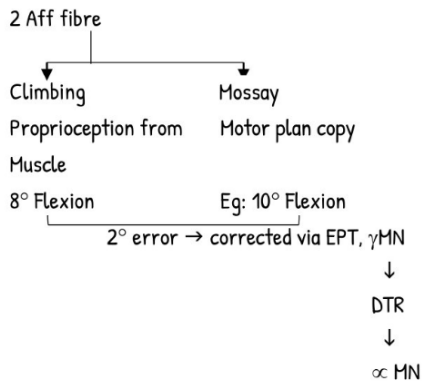 2 Aff fibre
Climbing Mossay
Proprioception from Motor plan copy
Muscle
8° Flexion Eg: 10° Flexion
2° error → corrected via EPT, γMN
↓
DTR
↓
∝ MN